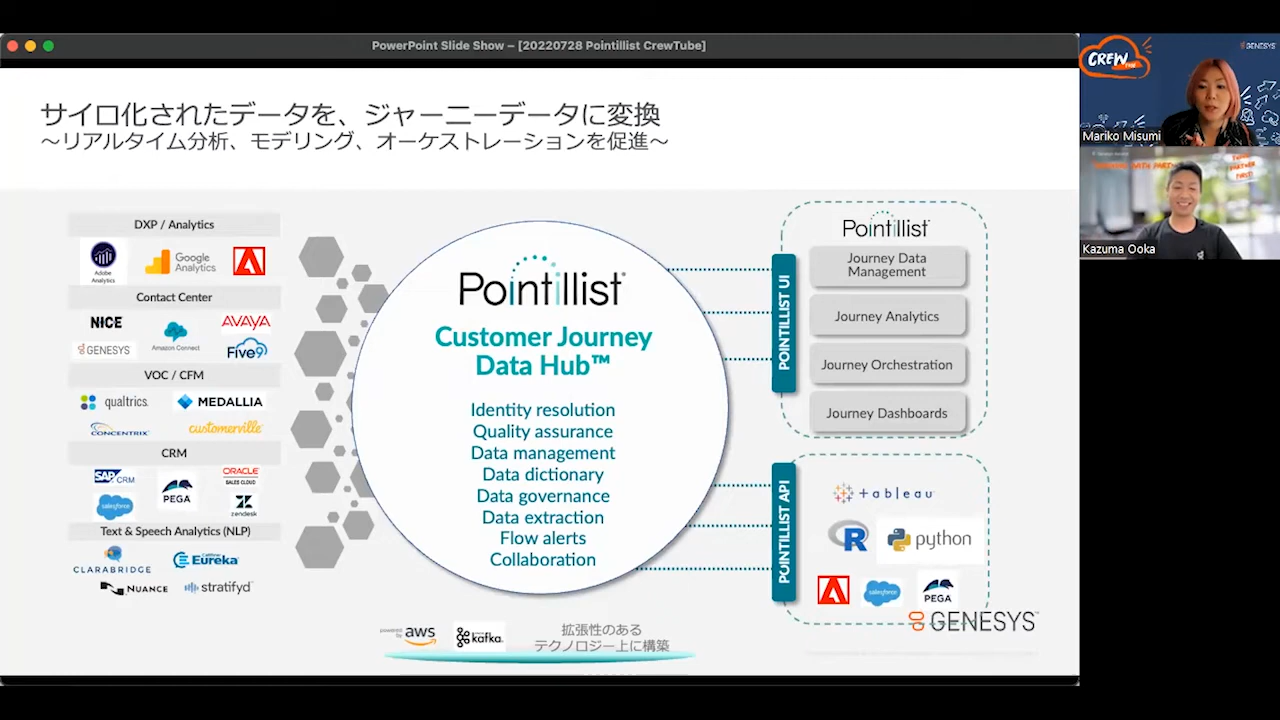 PowerPoint Slide Show – [20220728 Pointillist CrewTube]
サイロ化されたデータを、ジャーニーデータに変換
～リアルタイム分析、モデリング、オーケストレーションを促進～
DXP / Analytics
Adobe
Analytics
Google
Analytics
Contact Center
NICE
AVAYA
GENESYS
Amazon Connect
Five9
VOC / CFM
qualtrics
MEDALLIA
CONCENTRIX
customerville
CRM
SAP CRM
PEGA
ORACLE
SALES CLOUD
salesforce
zendesk
Text & Speech Analytics (NLP)
CLARABRIDGE
Eureka
NUANCE
stratifyd
Pointillist
Customer Journey
Data Hub™
Identity resolution
Quality assurance
Data management
Data dictionary
Data governance
Data extraction
Flow alerts
Collaboration
powered by
aws
kafka
拡張性のある
テクノロジー上に構築
POINTILLIST UI
Pointillist
Journey Data
Management
Journey Analytics
Journey Orchestration
Journey Dashboards
POINTILLIST API
+ableau
R
python
salesforce
PEGA
GENESYS™
CREW
GENESYS
Mariko Misumi
Kazuma Ooka